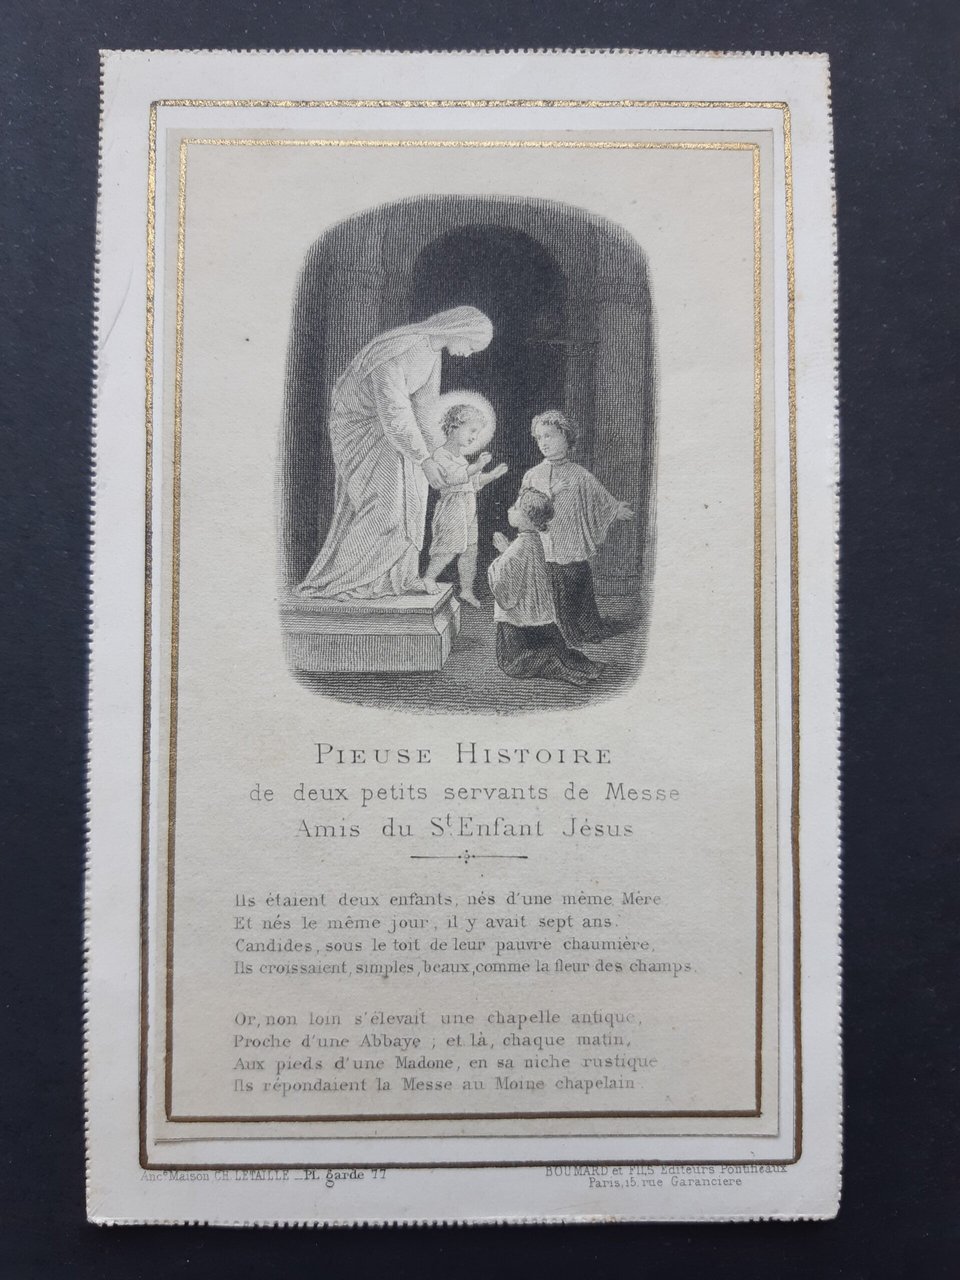 PIEUSE HISTOIRE
de deux petits servants de Messe
Amis du St. Enfant Jésus
Ils étaient deux enfants, nés d'une même Mère
Et nés le même jour, il y avait sept ans.
Candides, sous le toit de leur pauvre chaumière,
Ils croissaient, simples, beaux, comme la fleur des champs.
Or, non loin s'élevait une chapelle antique,
Proche d'une Abbaye ; et là, chaque matin,
Aux pieds d'une Madone, en sa niche rustique
Ils répondaient la Messe au Moine chapelain.
Ance Maison CH. LETAILLE _ Pl. garde 77
BOUMARD et FILS Editeurs Pontificaux
Paris, 15, rue Garancière